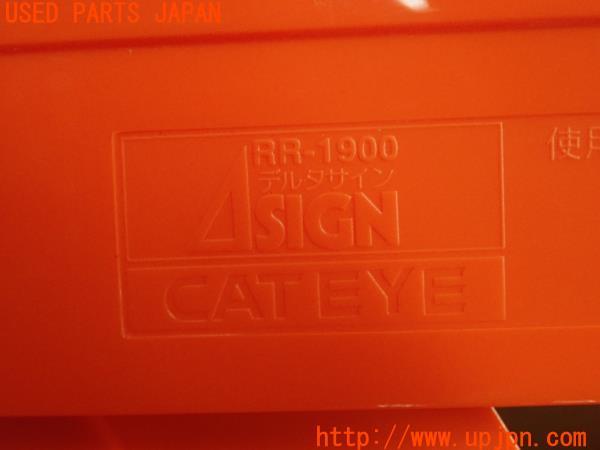 USED PARTS JAPAN
RR-1900
デルタサイン
SIGN
使用
CATEYE
http://www.upjon.com/